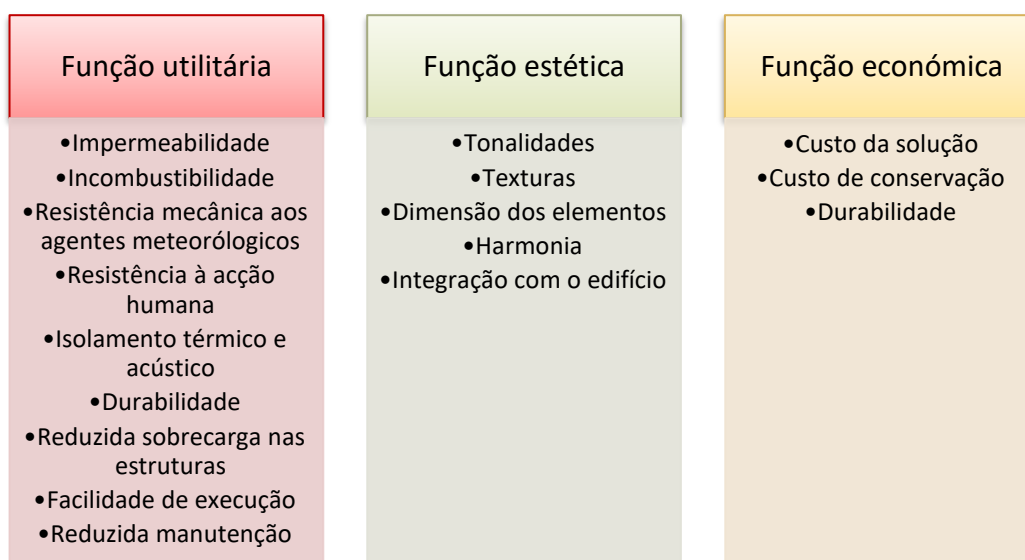 Função utilitária
•Impermeabilidade
•Incombustibilidade
•Resistência mecânica aos
agentes meteorólogicos
•Resistência à acção
humana
•Isolamento térmico e
acústico
•Durabilidade
•Reduzida sobrecarga nas
estruturas
•Facilidade de execução
•Reduzida manutenção
Função estética
•Tonalidades
•Texturas
•Dimensão dos elementos
•Harmonia
•Integração com o edifício
Função económica
•Custo da solução
•Custo de conservação
•Durabilidade